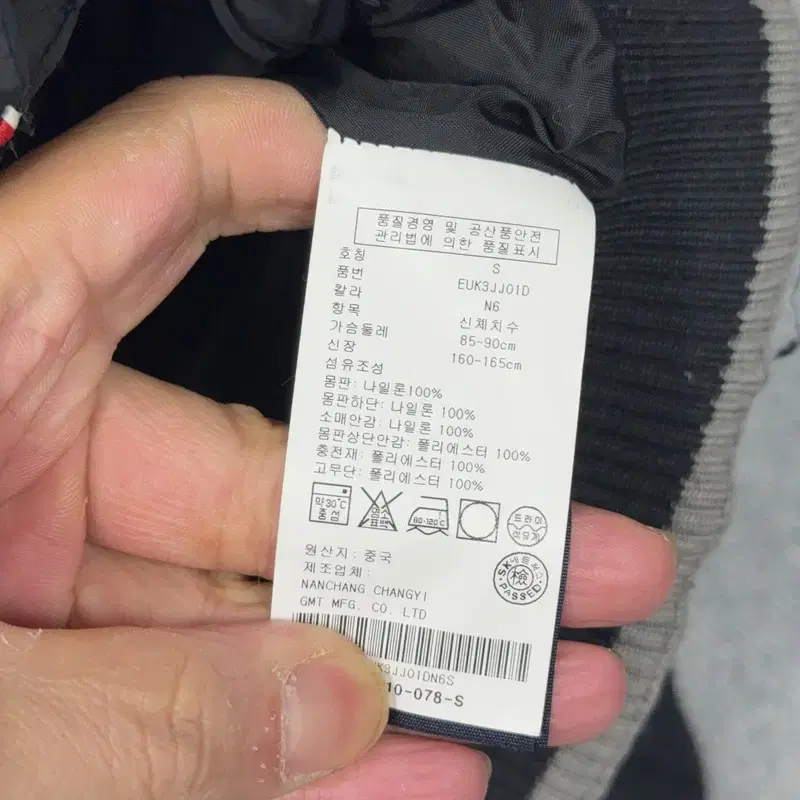 품질경영 및 공산품안전
관리법에 의한 품질표시
호칭 S
품번 EUK3JJ01D
칼라 N6
항목 신체치수
가슴둘레 85-90cm
신장 160-165cm
섬유조성
몸판: 나일론100%
몸판하단: 나일론 100%
소매안감: 나일론 100%
몸판상단안감: 폴리에스터 100%
충전재: 폴리에스터 100%
고무단: 폴리에스터 100%
약30℃
중성
염소
표백
80-120℃
드라이
원산지: 중국
제조업체:
NANCHANG CHANGYI
GMT MFG. CO. LTD
SK
檢
PASSED
K3JJ01DN6S
10-078-S